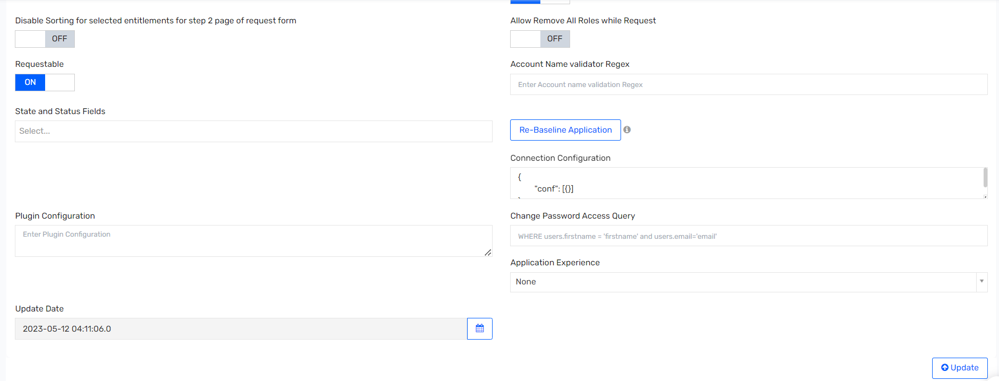 Disable Sorting for selected entitlements for step 2 page of request form
OFF
Allow Remove All Roles while Request
OFF
Requestable
ON
Account Name validator Regex
Enter Account name validation Regex
State and Status Fields
Select...
Re-Baseline Application
Connection Configuration
{
"conf": [{}]
Plugin Configuration
Enter Plugin Configuration
Change Password Access Query
WHERE users.firstname = 'firstname' and users.email='email'
Application Experience
None
Update Date
2023-05-12 04:11:06.0
Update